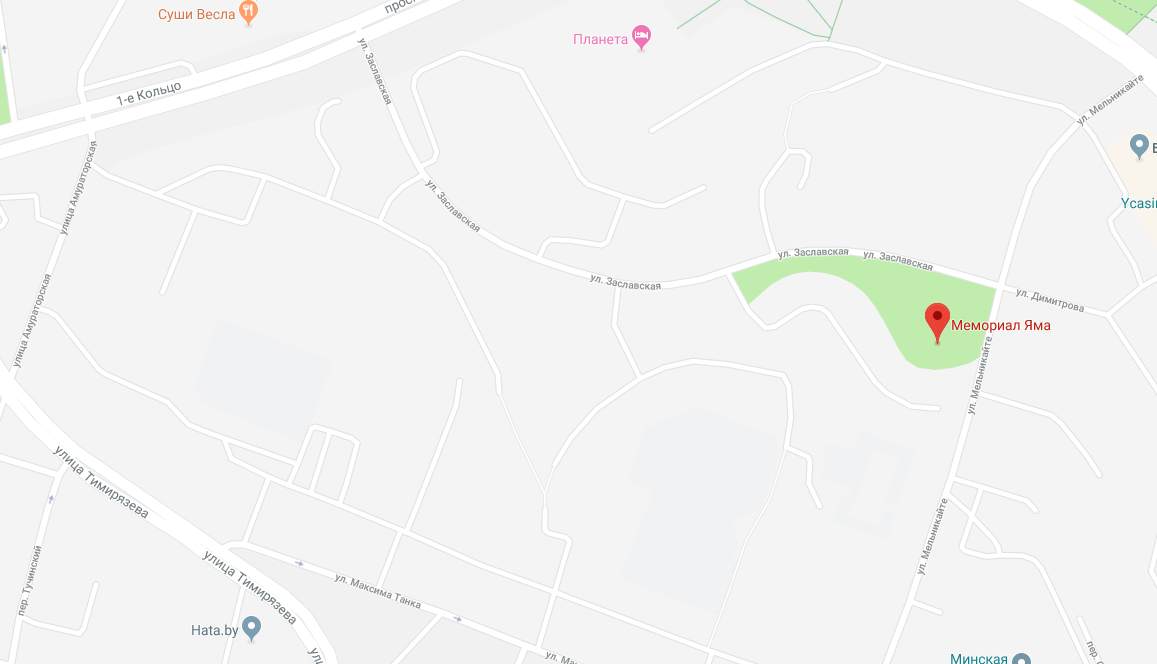 Суши Весла
Планета
1-е Кольцо
ул. Заславская
ул. Мельникайте
улица Амураторская
ул. Заславская
Ycasi
ул. Заславская
ул. Заславская
ул. Заславская
ул. Димитрова
улица Амураторская
Мемориал Яма
ул. Мельникайте
улица Тимирязева
ул. Мельникайте
пер. Тучинский
улица Тимирязева
ул. Максима Танка
Hata.by
Минская